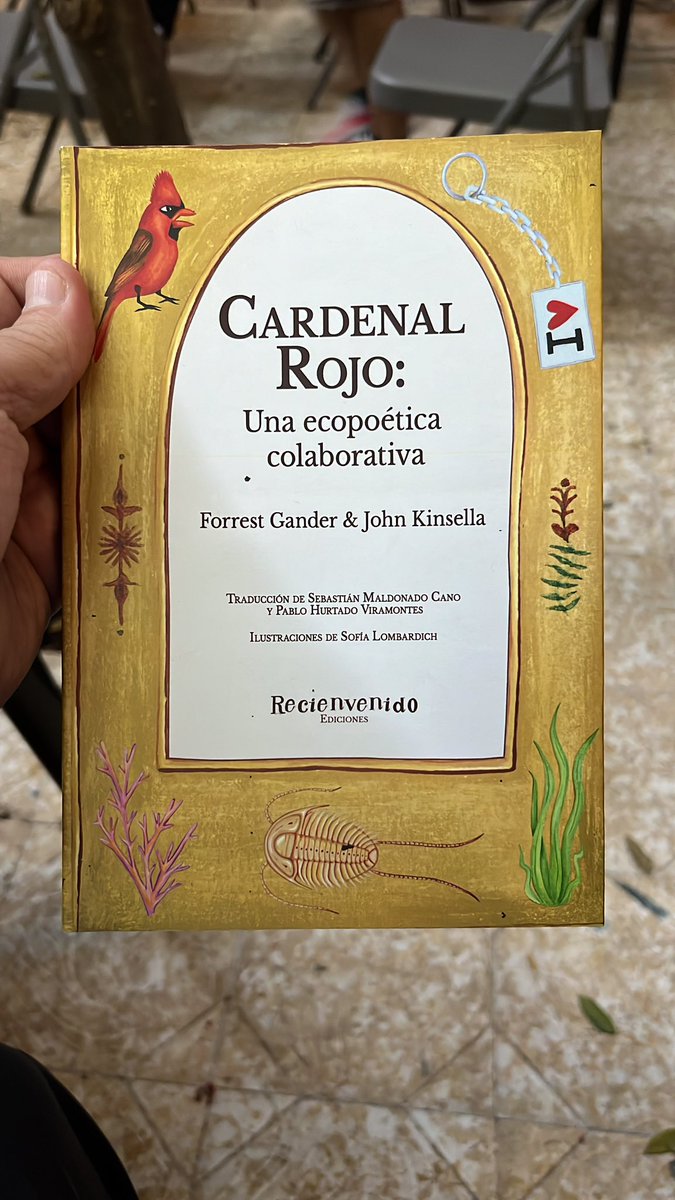 I ♥
CARDENAL
ROJO:
Una ecopoética
colaborativa
Forrest Gander & John Kinsella
TRADUCCIÓN DE SEBASTIÁN MALDONADO CANO
Y PABLO HURTADO VIRAMONTES
ILUSTRACIONES DE SOFÍA LOMBARDICH
Recienvenido
EDICIONES